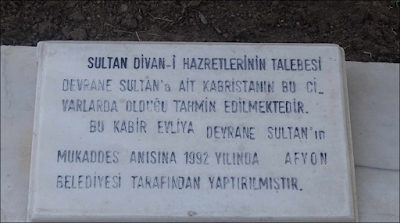 SULTAN DİVAN-İ HAZRETLERİNİN TALEBESİ
DEVRANE SULTÂN'a AİT KABRİSTANIN BU Cİ_
VARLARDA OLDUĞU TAHMİN EDİLMEKTEDİR.
BU KABİR EVLİYA DEVRANE SULTAN'ın
MUKADDES ANISINA 1992 YILINDA AFYON
BELEDİYESİ TARAFINDAN YAPTIRILMIŞTIR.